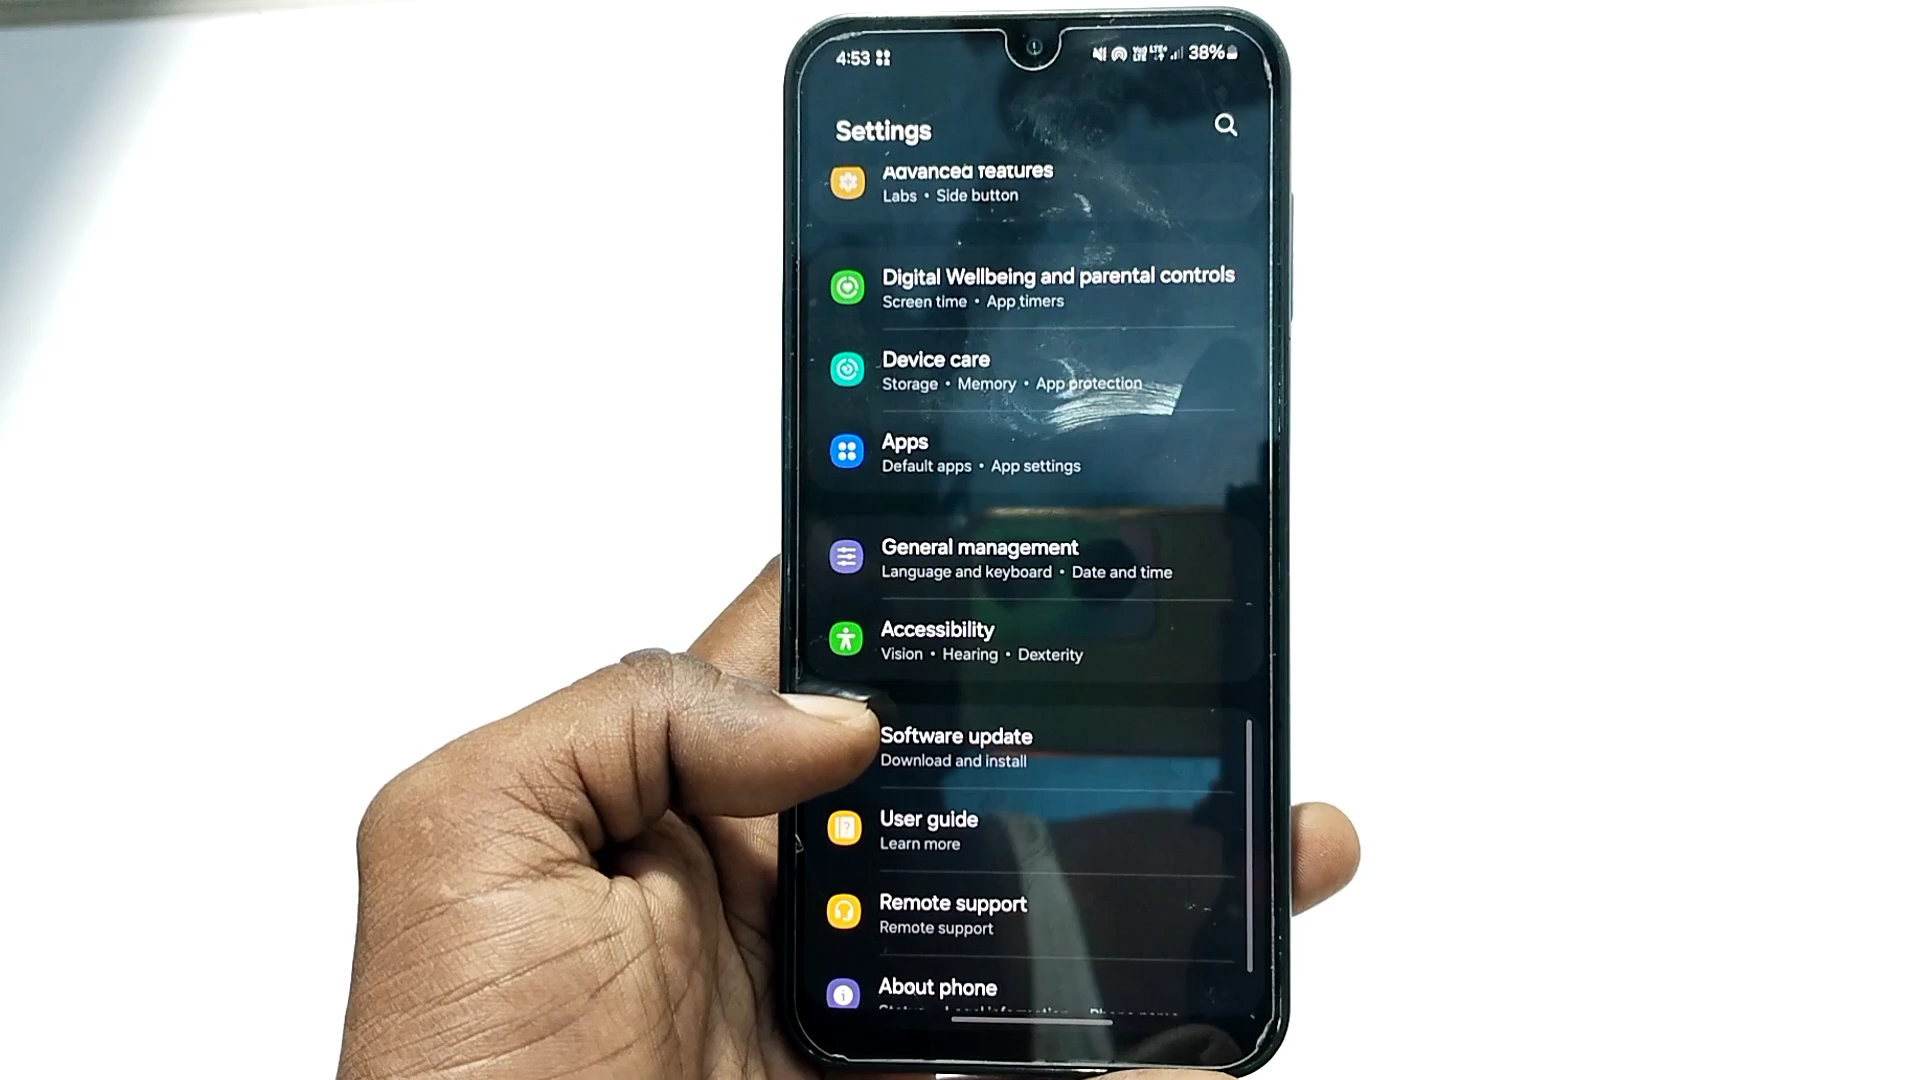 4:53
38%
Settings
Advanced features
Labs • Side button
Digital Wellbeing and parental controls
Screen time • App timers
Device care
Storage • Memory • App protection
Apps
Default apps • App settings
General management
Language and keyboard • Date and time
Accessibility
Vision • Hearing • Dexterity
Software update
Download and install
User guide
Learn more
Remote support
Remote support
About phone